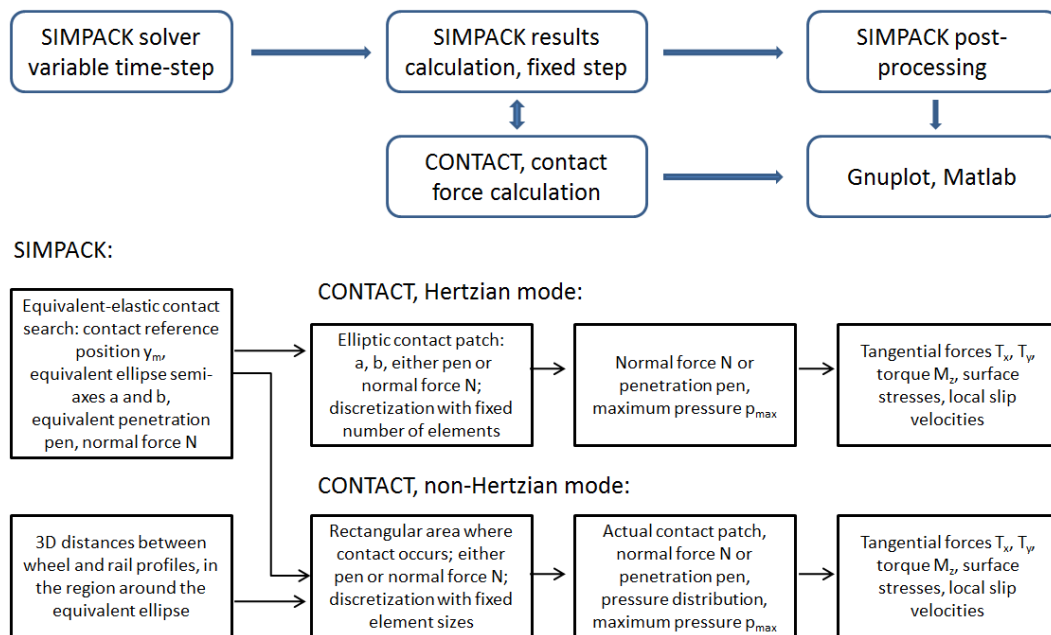 SIMPACK solver
variable time-step
SIMPACK results
calculation, fixed step
SIMPACK post-
processing
CONTACT, contact
force calculation
Gnuplot, Matlab
SIMPACK:
Equivalent-elastic contact
search: contact reference
position yₘ,
equivalent ellipse semi-
axes a and b,
equivalent penetration
pen, normal force N
CONTACT, Hertzian mode:
Elliptic contact patch:
a, b, either pen or
normal force N;
discretization with fixed
number of elements
Normal force N or
penetration pen,
maximum pressure pₘₐₓ
Tangential forces Tₓ, Tᵧ,
torque M_z, surface
stresses, local slip
velocities
CONTACT, non-Hertzian mode:
3D distances between
wheel and rail profiles, in
the region around the
equivalent ellipse
Rectangular area where
contact occurs; either
pen or normal force N;
discretization with fixed
element sizes
Actual contact patch,
normal force N or
penetration pen,
pressure distribution,
maximum pressure pₘₐₓ
Tangential forces Tₓ, Tᵧ,
torque M_z, surface
stresses, local slip
velocities